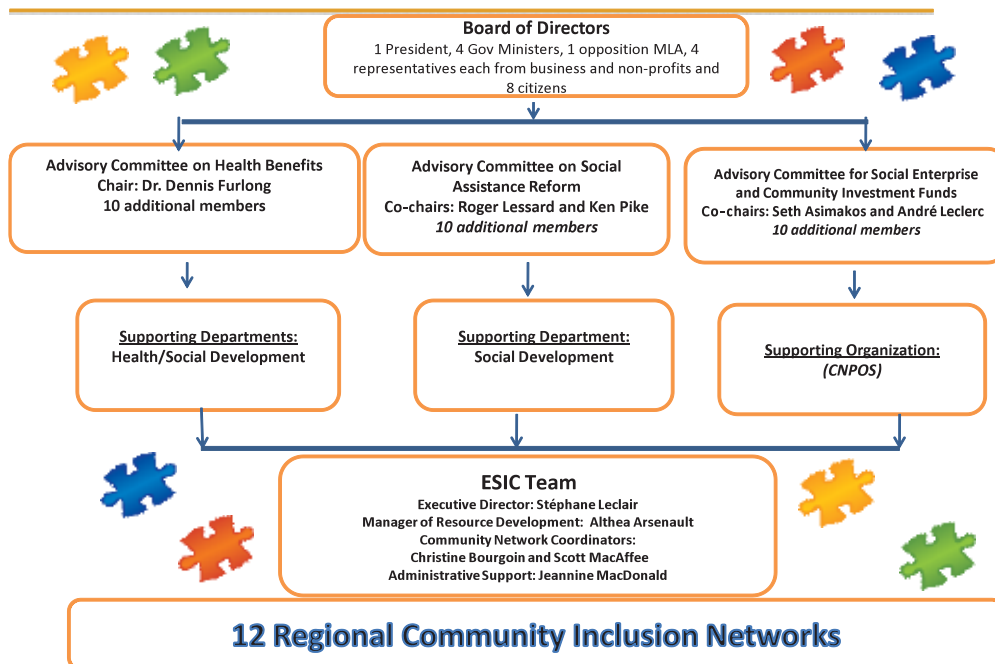 Board of Directors
1 President, 4 Gov Ministers, 1 opposition MLA, 4
representatives each from business and non-profits and
8 citizens
Advisory Committee on Health Benefits
Chair: Dr. Dennis Furlong
10 additional members
Advisory Committee on Social
Assistance Reform
Co-chairs: Roger Lessard and Ken Pike
10 additional members
Advisory Committee for Social Enterprise
and Community Investment Funds
Co-chairs: Seth Asimakos and André Leclerc
10 additional members
Supporting Departments:
Health/Social Development
Supporting Department:
Social Development
Supporting Organization:
(CNPOS)
ESIC Team
Executive Director: Stéphane Leclair
Manager of Resource Development: Althea Arsenault
Community Network Coordinators:
Christine Bourgoin and Scott MacAffee
Administrative Support: Jeannine MacDonald
12 Regional Community Inclusion Networks